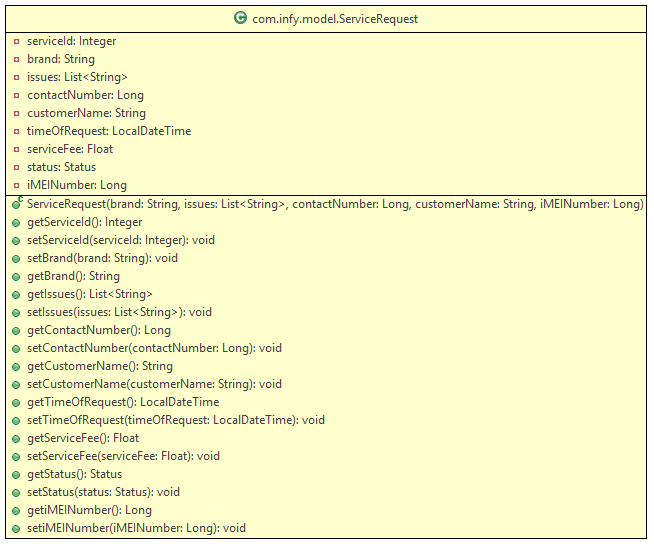 com.infy.model.ServiceRequest
serviceId: Integer
brand: String
issues: List<String>
contactNumber: Long
customerName: String
timeOfRequest: LocalDateTime
serviceFee: Float
status: Status
iMEINumber: Long
ServiceRequest(brand: String, issues: List<String>, contactNumber: Long, customerName: String, iMEINumber: Long)
getServiceId(): Integer
setServiceId(serviceId: Integer): void
setBrand(brand: String): void
getBrand(): String
getIssues(): List<String>
setIssues(issues: List<String>): void
getContactNumber(): Long
setContactNumber(contactNumber: Long): void
getCustomerName(): String
setCustomerName(customerName: String): void
getTimeOfRequest(): LocalDateTime
setTimeOfRequest(timeOfRequest: LocalDateTime): void
getServiceFee(): Float
setServiceFee(serviceFee: Float): void
getStatus(): Status
setStatus(status: Status): void
getiMEINumber(): Long
setiMEINumber(iMEINumber: Long): void